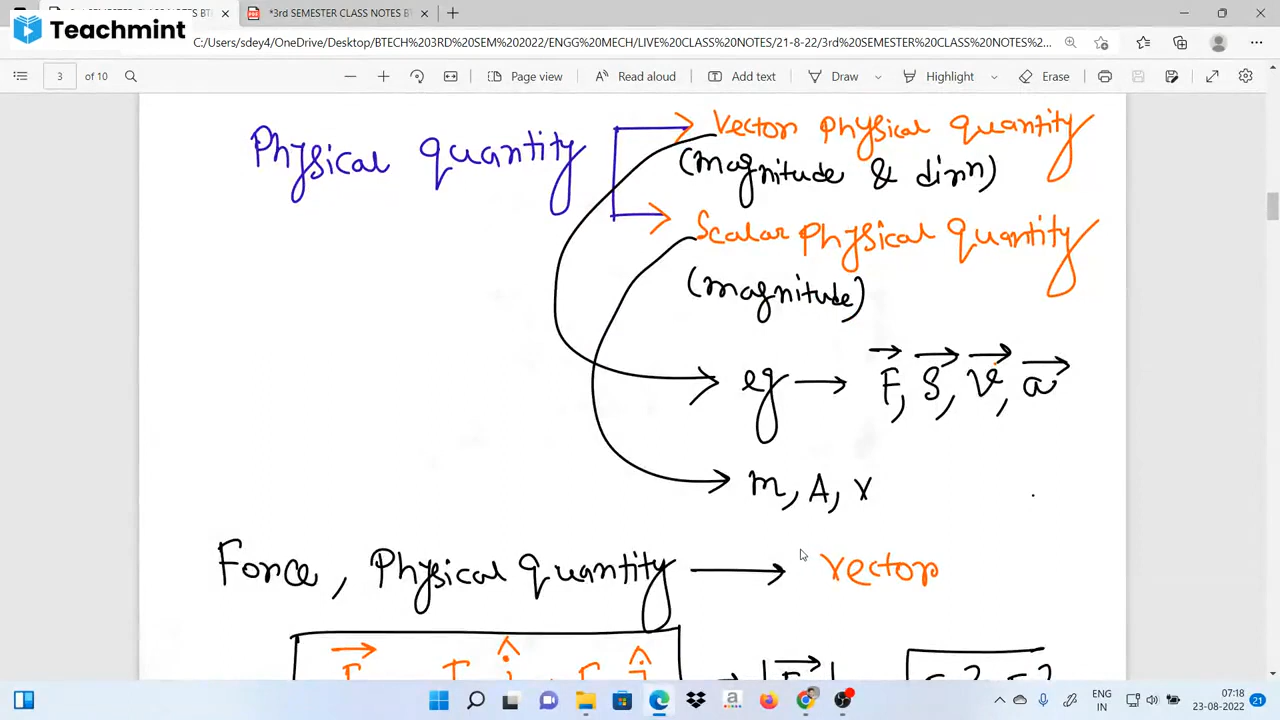 *3RD SEMESTER CLASS NOTES BT
Teachmint
C:/Users/sdey4/OneDrive/Desktop/BTECH%203RD%20SEM%202022/ENGG%20MECH/LIVE%20CLASS%20NOTES/21-8-22/3rd%20SEMESTER%20CLASS%20NOTES%...
3 of 10 Page view Read aloud Add text Draw Highlight Erase
Vector physical quantity
Physical quantity
(magnitude & dirn)
Scalar physical quantity
(magnitude)
eg → F⃗, S⃗, v⃗, a⃗
m, A, V
Force, Physical quantity → vector
ENG
IN
07:18
23-08-2022
21